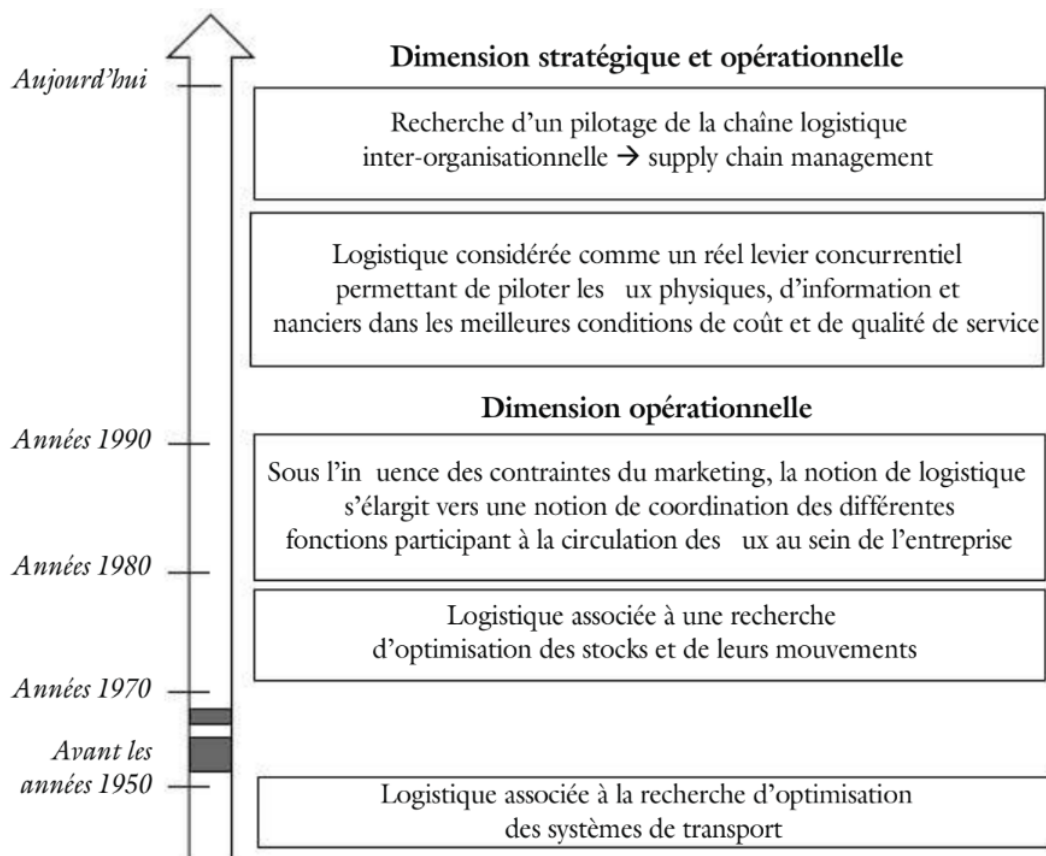 Dimension stratégique et opérationnelle
Aujourd’hui
Recherche d’un pilotage de la chaîne logistique
inter-organisationnelle → supply chain management
Logistique considérée comme un réel levier concurrentiel
permettant de piloter les ux physiques, d’information et
nanciers dans les meilleures conditions de coût et de qualité de service
Dimension opérationnelle
Années 1990
Sous l’in uence des contraintes du marketing, la notion de logistique
s’élargit vers une notion de coordination des différentes
fonctions participant à la circulation des ux au sein de l’entreprise
Années 1980
Logistique associée à une recherche
d’optimisation des stocks et de leurs mouvements
Années 1970
Avant les
années 1950
Logistique associée à la recherche d’optimisation
des systèmes de transport